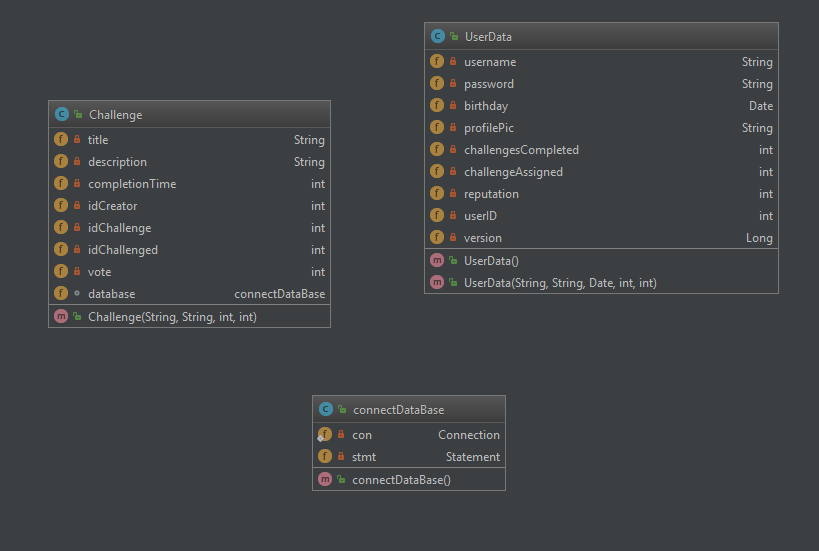 Challenge
title String
description String
completionTime int
idCreator int
idChallenge int
idChallenged int
vote int
database connectDataBase
Challenge(String, String, int, int)
UserData
username String
password String
birthday Date
profilePic String
challengesCompleted int
challengeAssigned int
reputation int
userID int
version Long
UserData()
UserData(String, String, Date, int, int)
connectDataBase
con Connection
stmt Statement
connectDataBase()